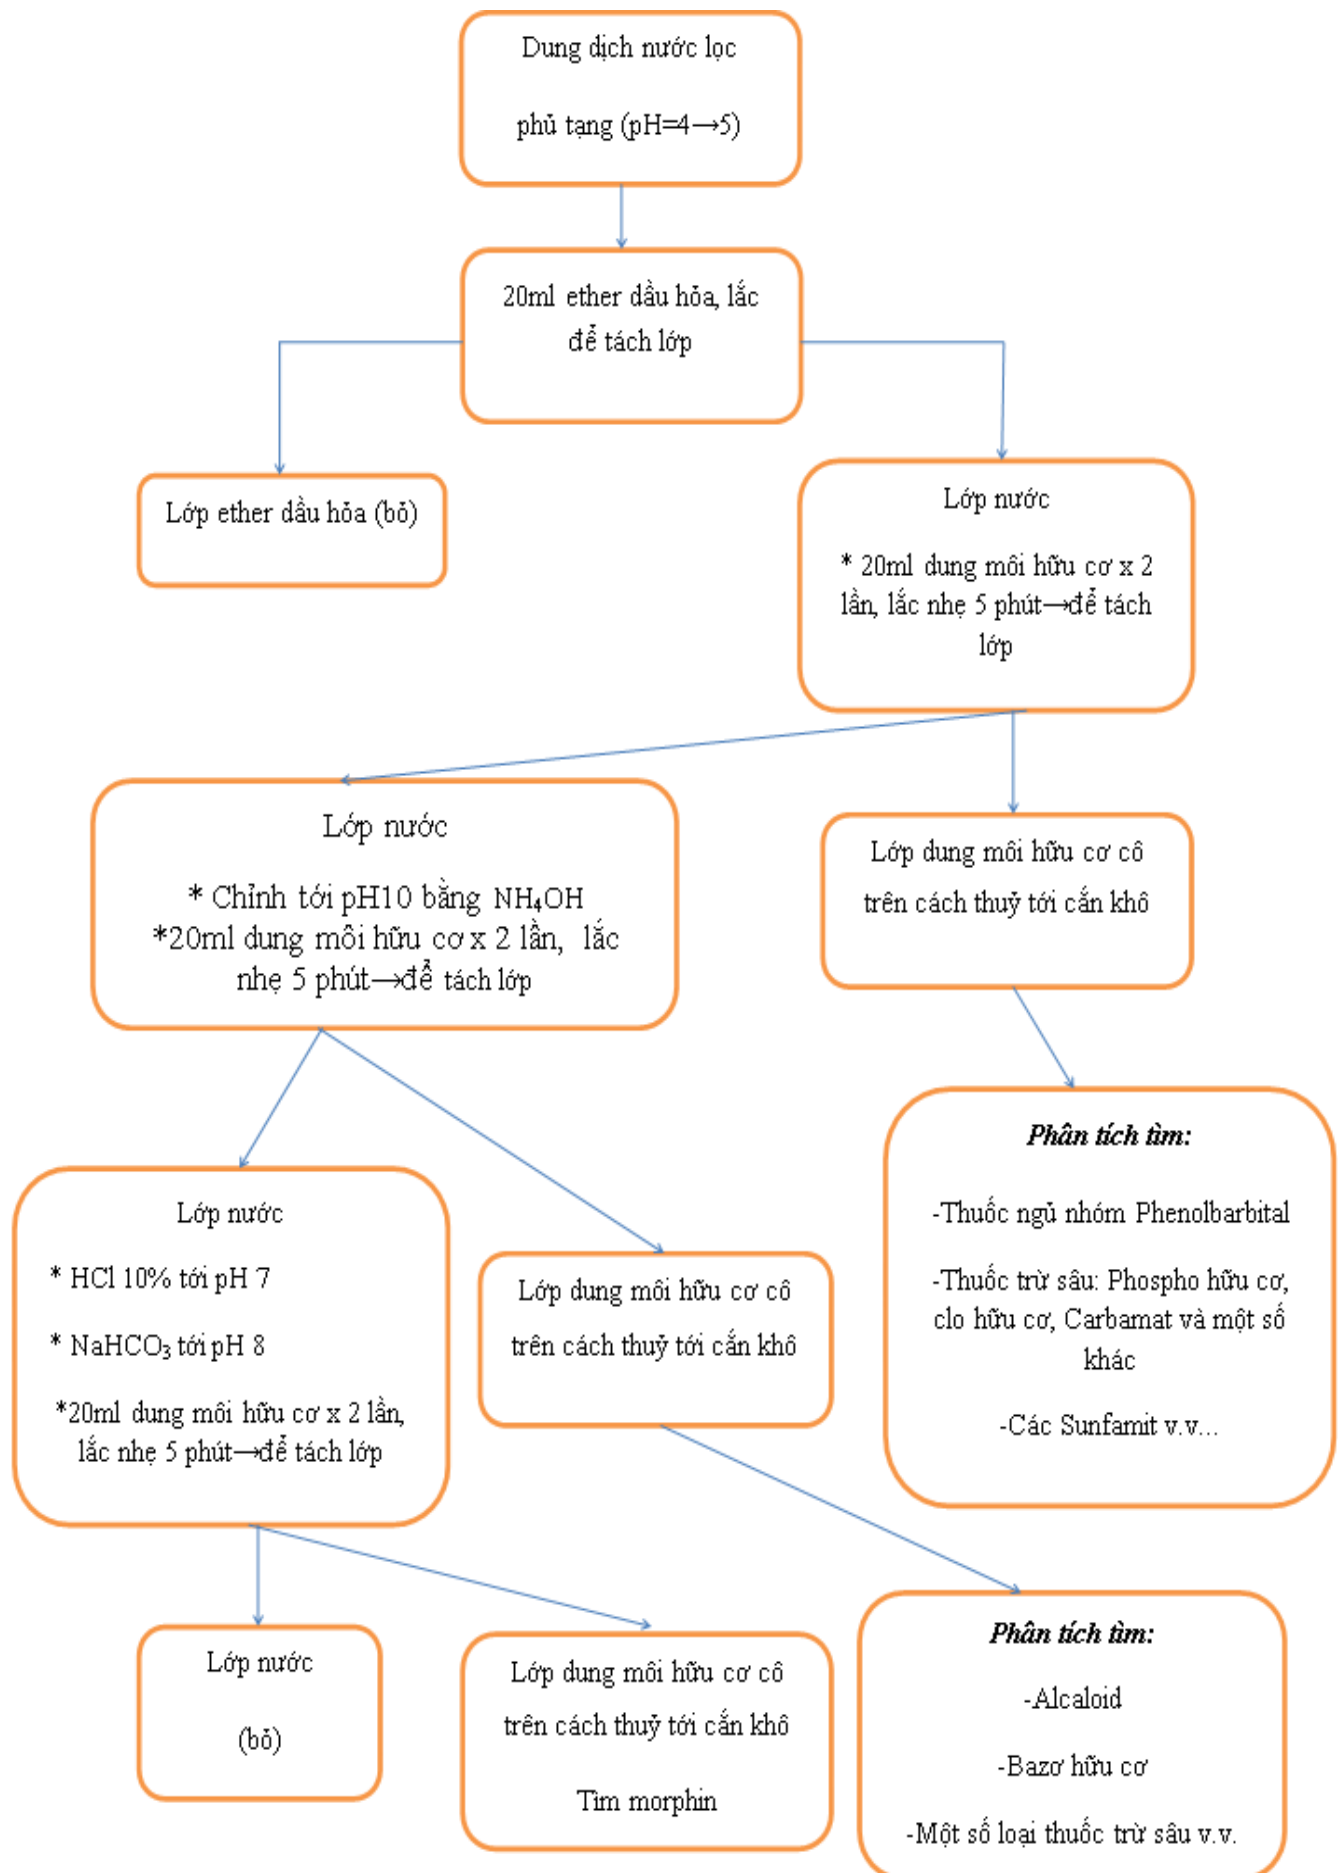 Dung dịch nước lọc
phủ tạng (pH=4→5)
20ml ether dầu hỏa, lắc
để tách lớp
Lớp ether dầu hỏa (bỏ)
Lớp nước
* 20ml dung môi hữu cơ x 2
lần, lắc nhẹ 5 phút→để tách
lớp
Lớp nước
* Chỉnh tới pH10 bằng NH₄OH
*20ml dung môi hữu cơ x 2 lần, lắc
nhẹ 5 phút→để tách lớp
Lớp dung môi hữu cơ cô
trên cách thuỷ tới cắn khô
Phân tích tìm:
-Thuốc ngủ nhóm Phenolbarbital
-Thuốc trừ sâu: Phospho hữu cơ,
clo hữu cơ, Carbamat và một số
khác
-Các Sunfamit v.v...
Lớp nước
* HCl 10% tới pH 7
* NaHCO₃ tới pH 8
*20ml dung môi hữu cơ x 2 lần,
lắc nhẹ 5 phút→để tách lớp
Lớp dung môi hữu cơ cô
trên cách thuỷ tới cắn khô
Lớp nước
(bỏ)
Lớp dung môi hữu cơ cô
trên cách thuỷ tới cắn khô
Tìm morphin
Phân tích tìm:
-Alcaloid
-Bazơ hữu cơ
-Một số loại thuốc trừ sâu v.v.